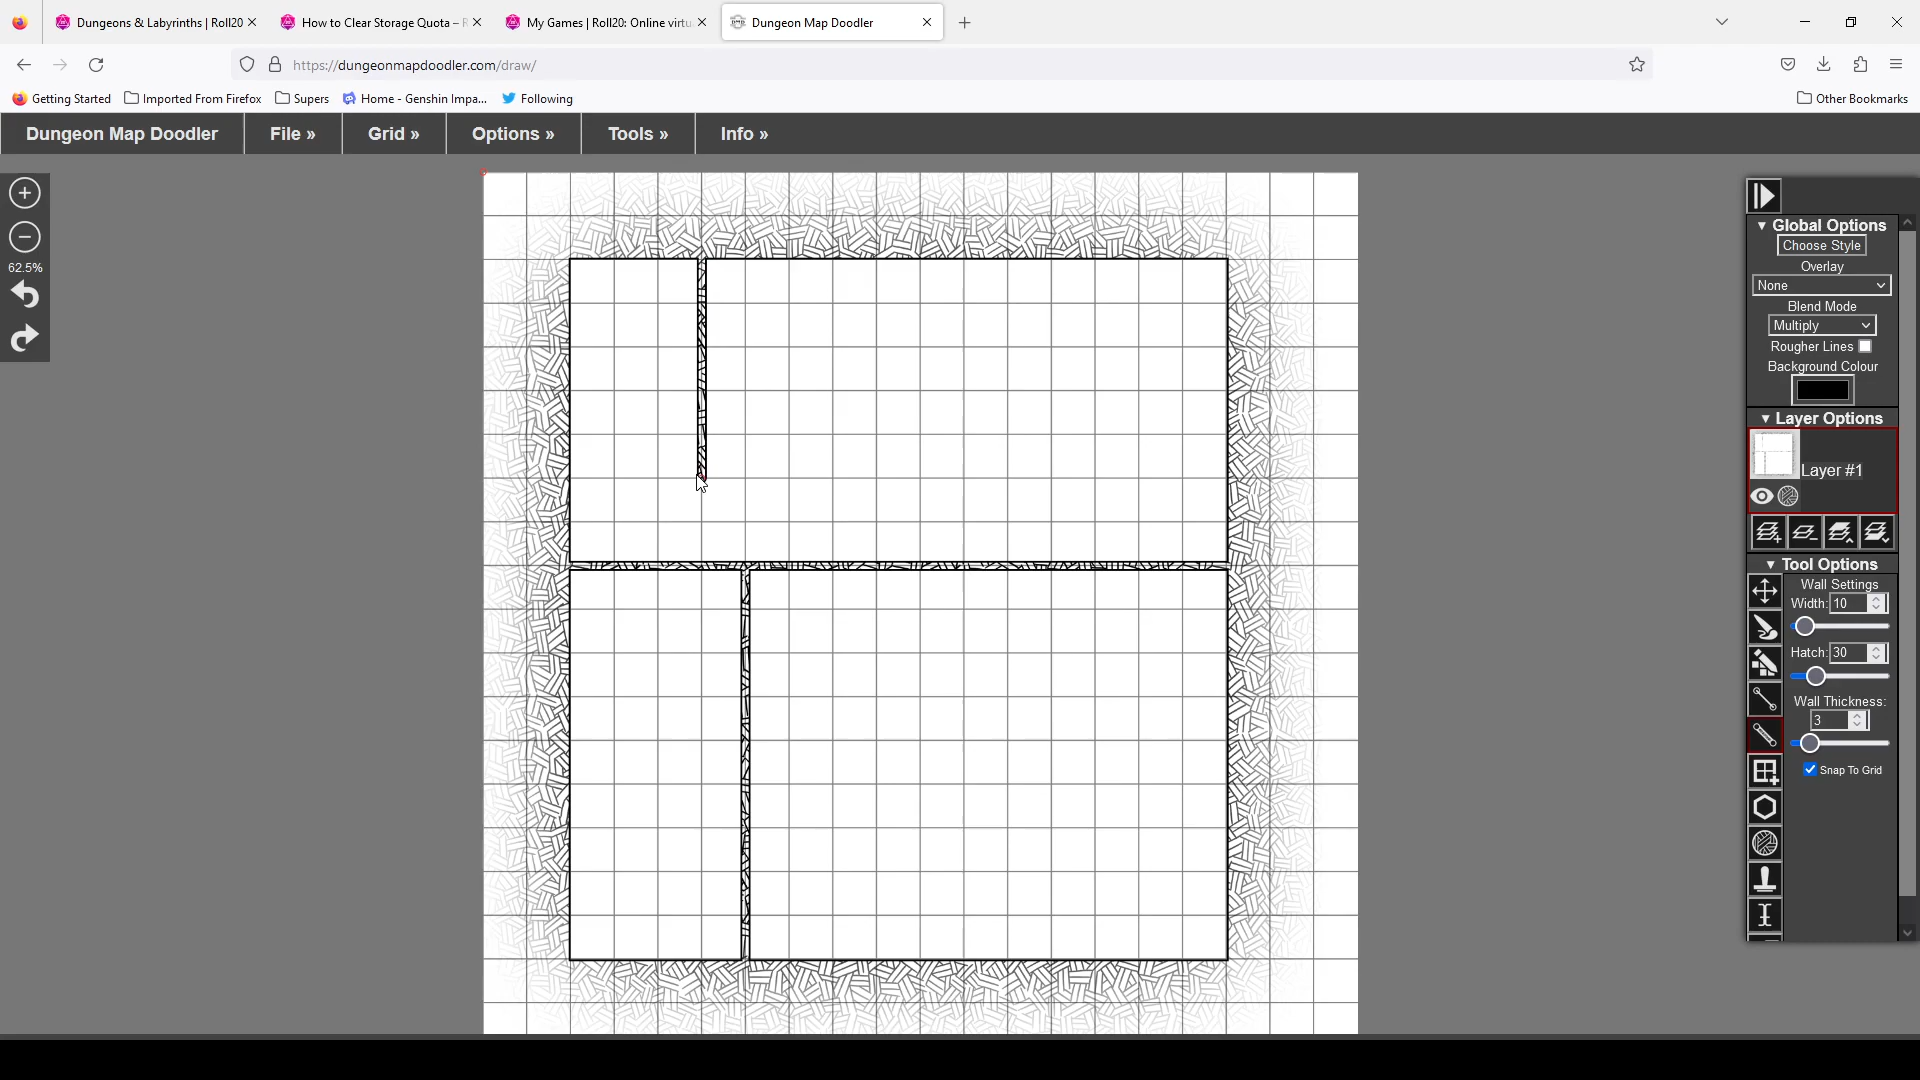 Dungeons & Labyrinths | Roll20
How to Clear Storage Quota – R
My Games | Roll20: Online virtu
Dungeon Map Doodler
https://dungeonmapdoodler.com/draw/
Getting Started
Imported From Firefox
Supers
Home - Genshin Impa...
Following
Other Bookmarks
Dungeon Map Doodler
File »
Grid »
Options »
Tools »
Info »
62.5%
Global Options
Choose Style
Overlay
None
Blend Mode
Multiply
Rougher Lines
Background Colour
Layer Options
Layer #1
Tool Options
Wall Settings
Width: 10
Hatch: 30
Wall Thickness:
3
Snap To Grid